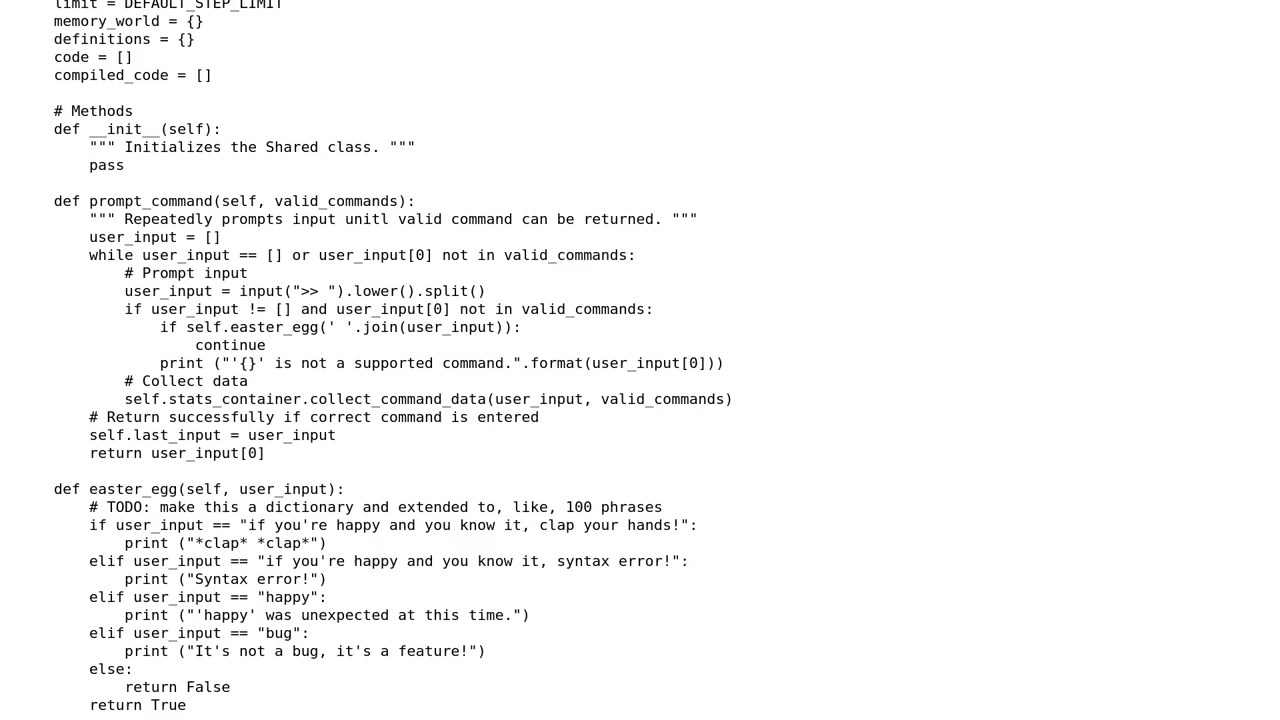 limit = DEFAULT_STEP_LIMIT
memory_world = {}
definitions = {}
code = []
compiled_code = []

# Methods
def __init__(self):
    """ Initializes the Shared class. """
    pass

def prompt_command(self, valid_commands):
    """ Repeatedly prompts input unitl valid command can be returned. """
    user_input = []
    while user_input == [] or user_input[0] not in valid_commands:
        # Prompt input
        user_input = input(">> ").lower().split()
        if user_input != [] and user_input[0] not in valid_commands:
            if self.easter_egg(' '.join(user_input)):
                continue
            print ("'{}' is not a supported command.".format(user_input[0]))
        # Collect data
        self.stats_container.collect_command_data(user_input, valid_commands)
    # Return successfully if correct command is entered
    self.last_input = user_input
    return user_input[0]

def easter_egg(self, user_input):
    # TODO: make this a dictionary and extended to, like, 100 phrases
    if user_input == "if you're happy and you know it, clap your hands!":
        print ("*clap* *clap*")
    elif user_input == "if you're happy and you know it, syntax error!":
        print ("Syntax error!")
    elif user_input == "happy":
        print ("'happy' was unexpected at this time.")
    elif user_input == "bug":
        print ("It's not a bug, it's a feature!")
    else:
        return False
    return True